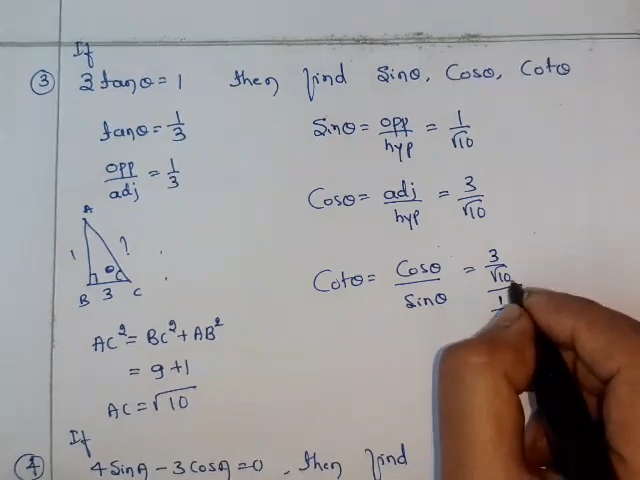 If
③ 3 tanθ = 1 then find Sinθ, Cosθ, Cotθ
tanθ = 1/3
opp/adj = 1/3
A
1 ?
θ
B 3 C
AC² = BC² + AB²
= 9 + 1
AC = √10
Sinθ = opp/hyp = 1/√10
Cosθ = adj/hyp = 3/√10
Cotθ = Cosθ/Sinθ = 3/√10 / 1
If
④ 4 SinA - 3 CosA = 0, then find